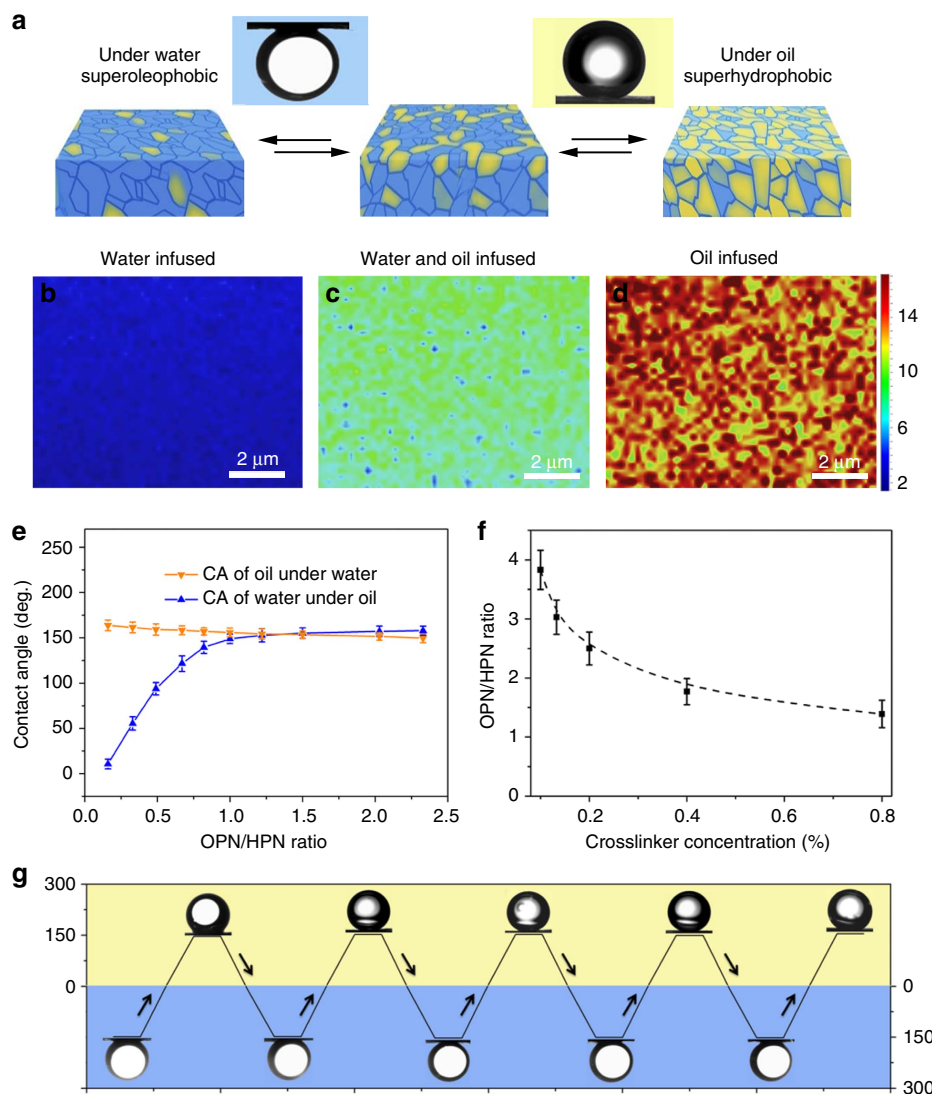 a
Under water
superoleophobic
Under oil
superhydrophobic
Water infused
Water and oil infused
Oil infused
b
c
d
14
10
6
2
2 μm
2 μm
2 μm
e
250
200
150
100
50
0
Contact angle (deg.)
CA of oil under water
CA of water under oil
0.0 0.5 1.0 1.5 2.0 2.5
OPN/HPN ratio
f
4
3
2
1
0
OPN/HPN ratio
0.2 0.4 0.6 0.8
Crosslinker concentration (%)
g
300
150
0
0
150
300